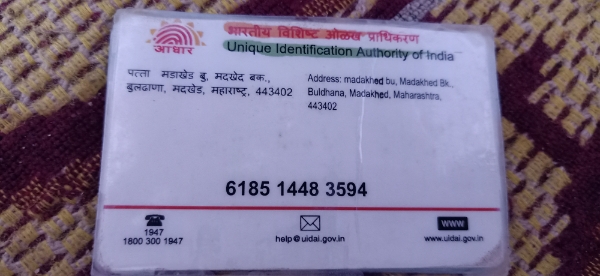 भारतीय विशिष्ट ओळख प्राधिकरण
Unique Identification Authority of India
आधार
पत्ता मडाखेड बु, मदखेद बक.,
बुलढाणा, मदखेड, महाराष्ट्र, 443402
Address: madakhed bu, Madakhed Bk.,
Buldhana, Madakhed, Maharashtra,
443402
6185 1448 3594
1947
1800 300 1947
help@uidai.gov.in
WWW
www.uidai.gov.in